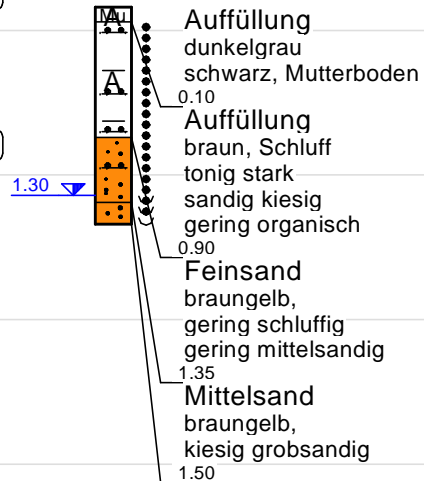 Mu
A
A
1.30
Auffüllung
dunkelgrau
schwarz, Mutterboden
0.10
Auffüllung
braun, Schluff
tonig stark
sandig kiesig
gering organisch
0.90
Feinsand
braungelb,
gering schluffig
gering mittelsandig
1.35
Mittelsand
braungelb,
kiesig grobsandig
1.50